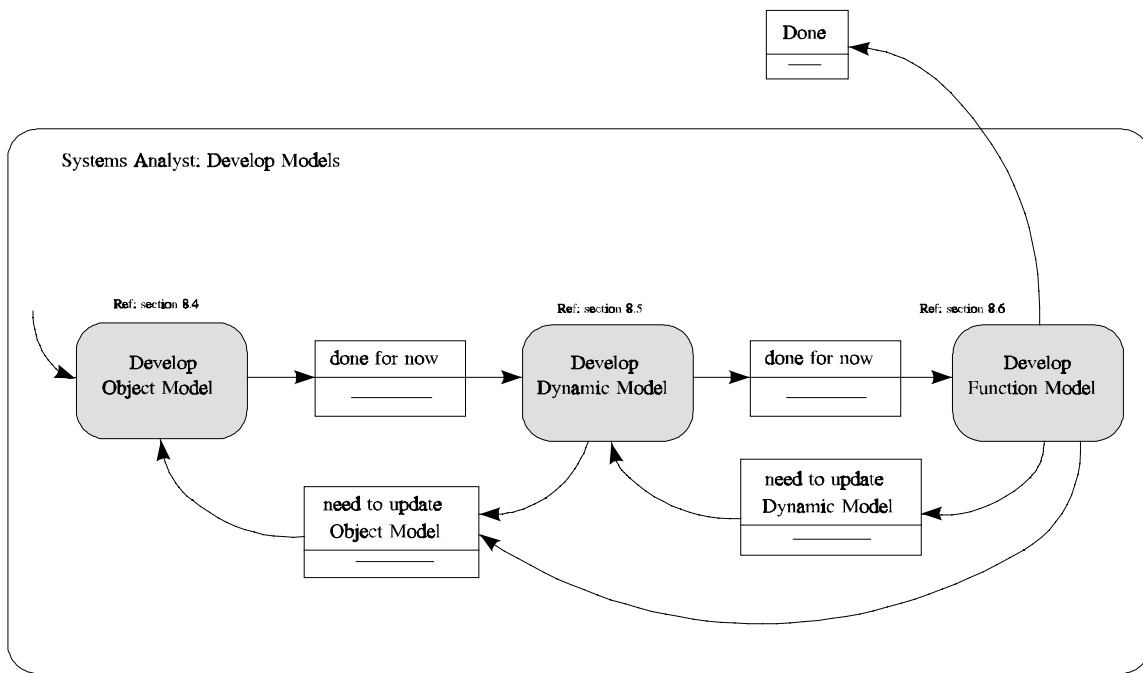 Done
Systems Analyst: Develop Models
Ref: section 8.4
Ref: section 8.5
Ref: section 8.6
Develop
Object Model
done for now
Develop
Dynamic Model
done for now
Develop
Function Model
need to update
Object Model
need to update
Dynamic Model